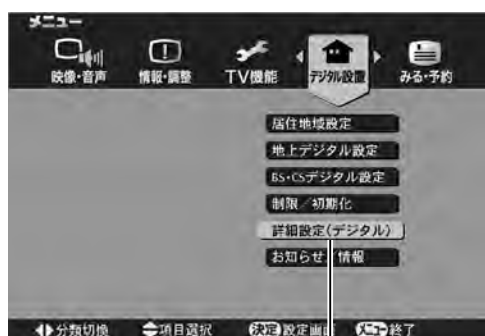 メニュー
映像・音声 情報・調整 TV機能 デジタル設置 みる・予約
居住地域設定
地上デジタル設定
BS・CSデジタル設定
制限/初期化
詳細設定(デジタル)
お知らせ/情報
分類切換 項目選択 決定 設定画面 メニュー 終了